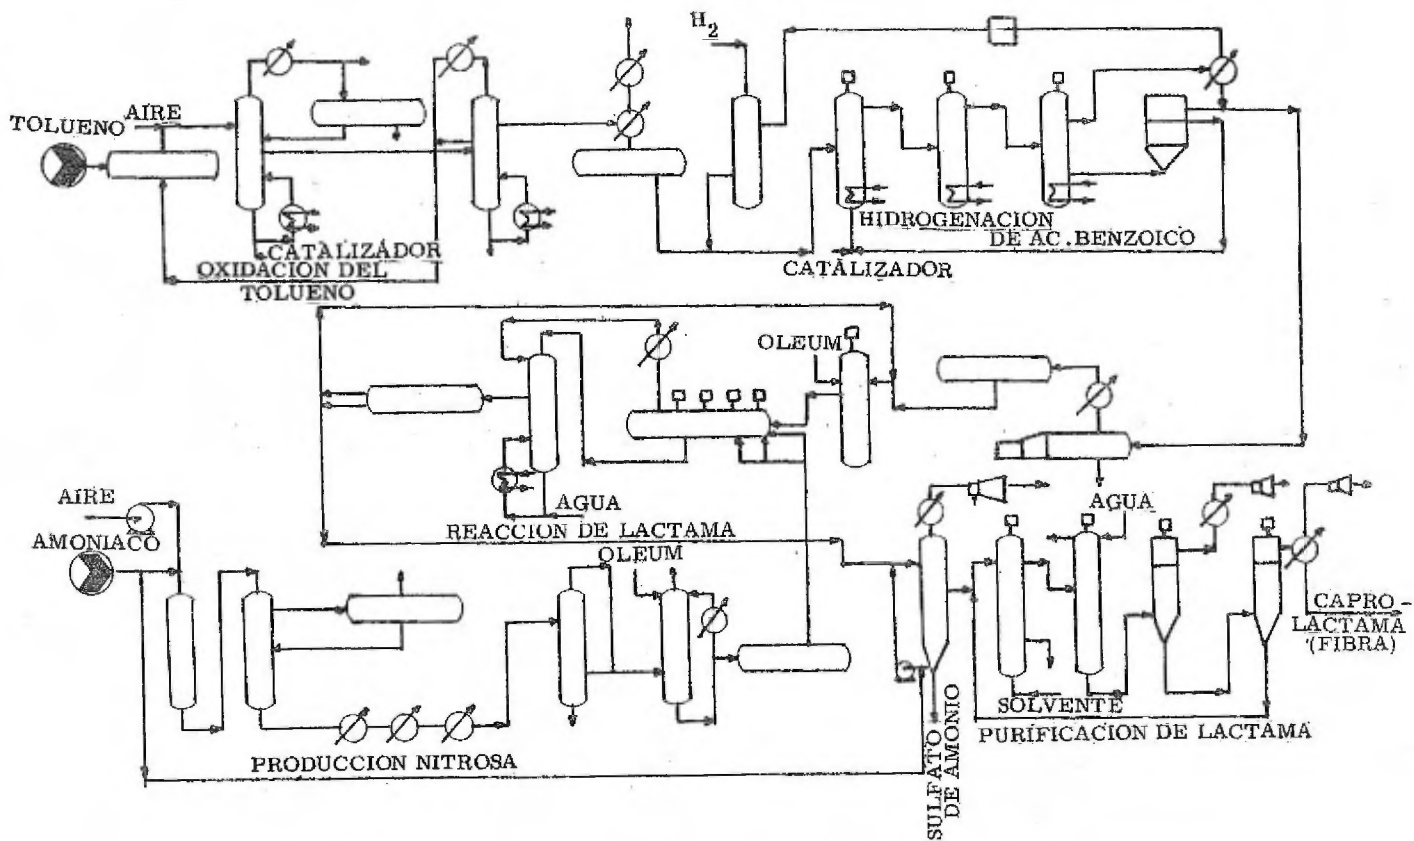 H2
AIRE
TOLUENO
CATALIZADOR
OXIDACION DEL
TOLUENO
HIDROGENACION
DE AC. BENZOICO
CATALIZADOR
OLEUM
AGUA
REACCION DE LACTAMA
AIRE
AMONIACO
OLEUM
PRODUCCION NITROSA
AGUA
SOLVENTE
PURIFICACION DE LACTAMA
SULFATO
DE AMONIO
CAPRO-
LACTAMA
(FIBRA)